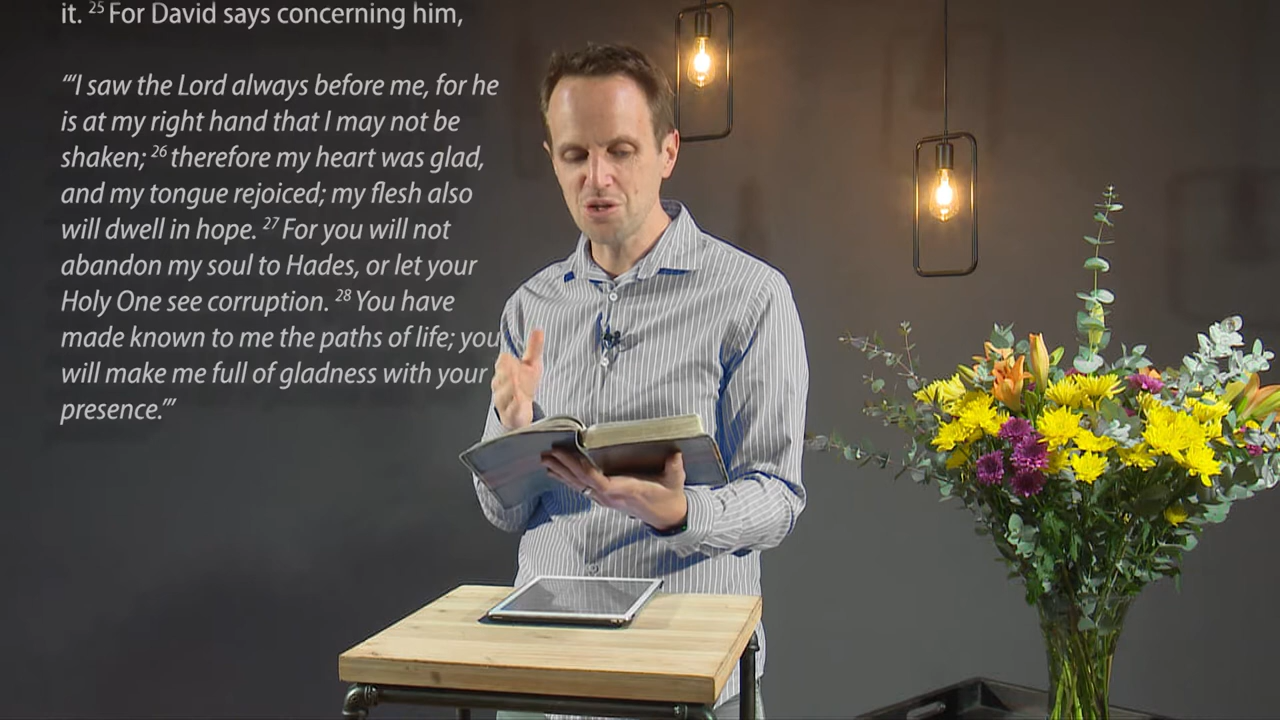 it. 25 For David says concerning him,
“‘I saw the Lord always before me, for he
is at my right hand that I may not be
shaken; 26 therefore my heart was glad,
and my tongue rejoiced; my flesh also
will dwell in hope. 27 For you will not
abandon my soul to Hades, or let your
Holy One see corruption. 28 You have
made known to me the paths of life; you
will make me full of gladness with your
presence.’”